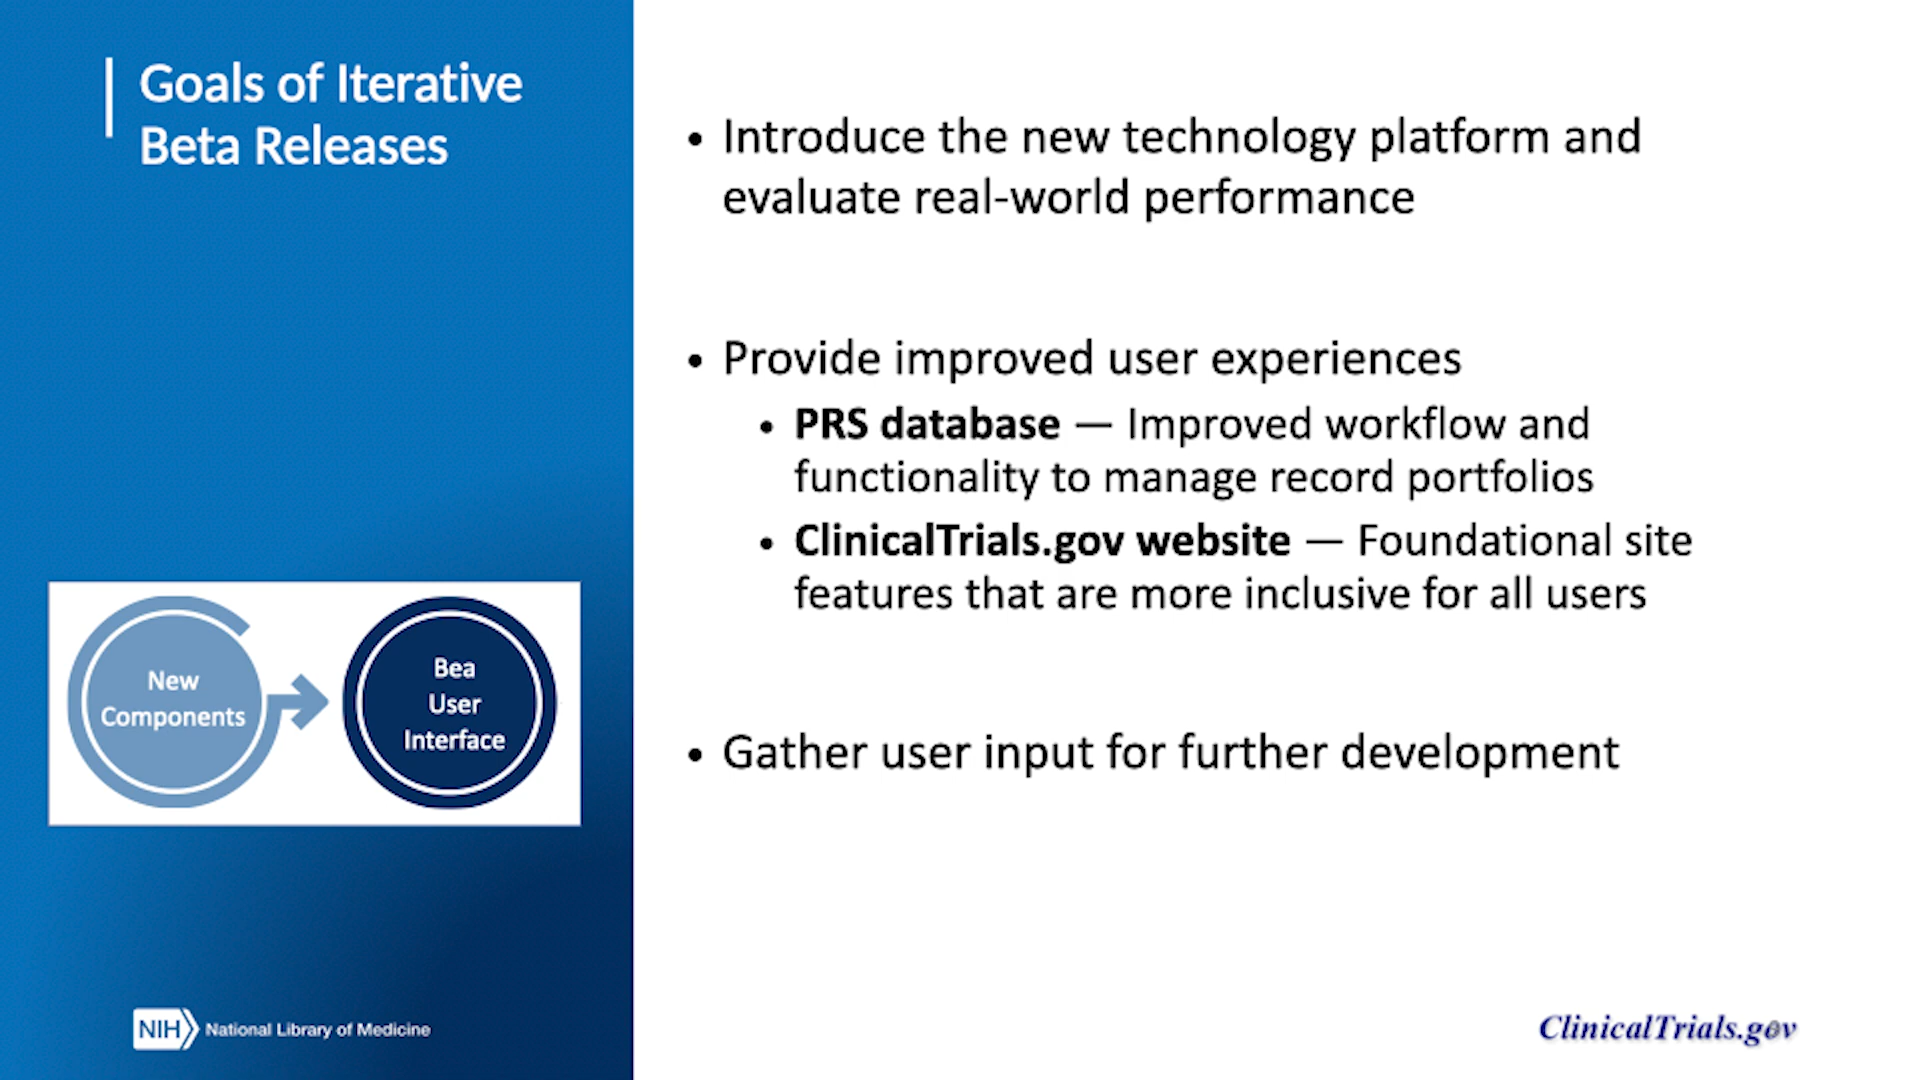 Goals of Iterative
Beta Releases
• Introduce the new technology platform and
evaluate real-world performance
• Provide improved user experiences
• PRS database — Improved workflow and
functionality to manage record portfolios
• ClinicalTrials.gov website — Foundational site
features that are more inclusive for all users
• Gather user input for further development
New
Components
Bea
User
Interface
NIH National Library of Medicine
ClinicalTrials.gov